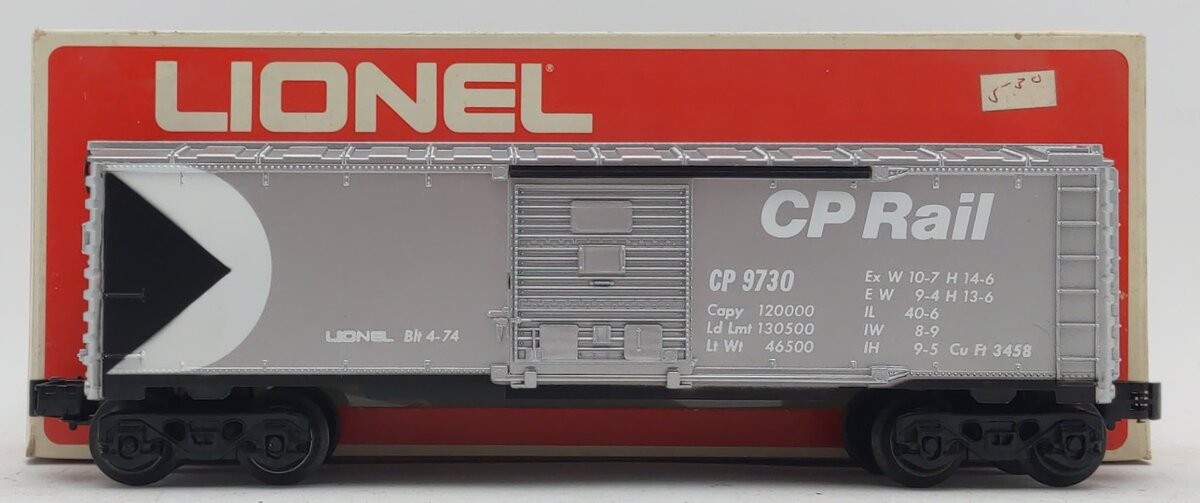 LIONEL®
5-30
CP Rail
CP 9730
Capy 120000
Ld Lmt 130500
Lt Wt 46500
Ex W 10-7 H 14-6
E W 9-4 H 13-6
IL 40-6
IW 8-9
IH 9-5 Cu Ft 3458
LIONEL Blt 4-74